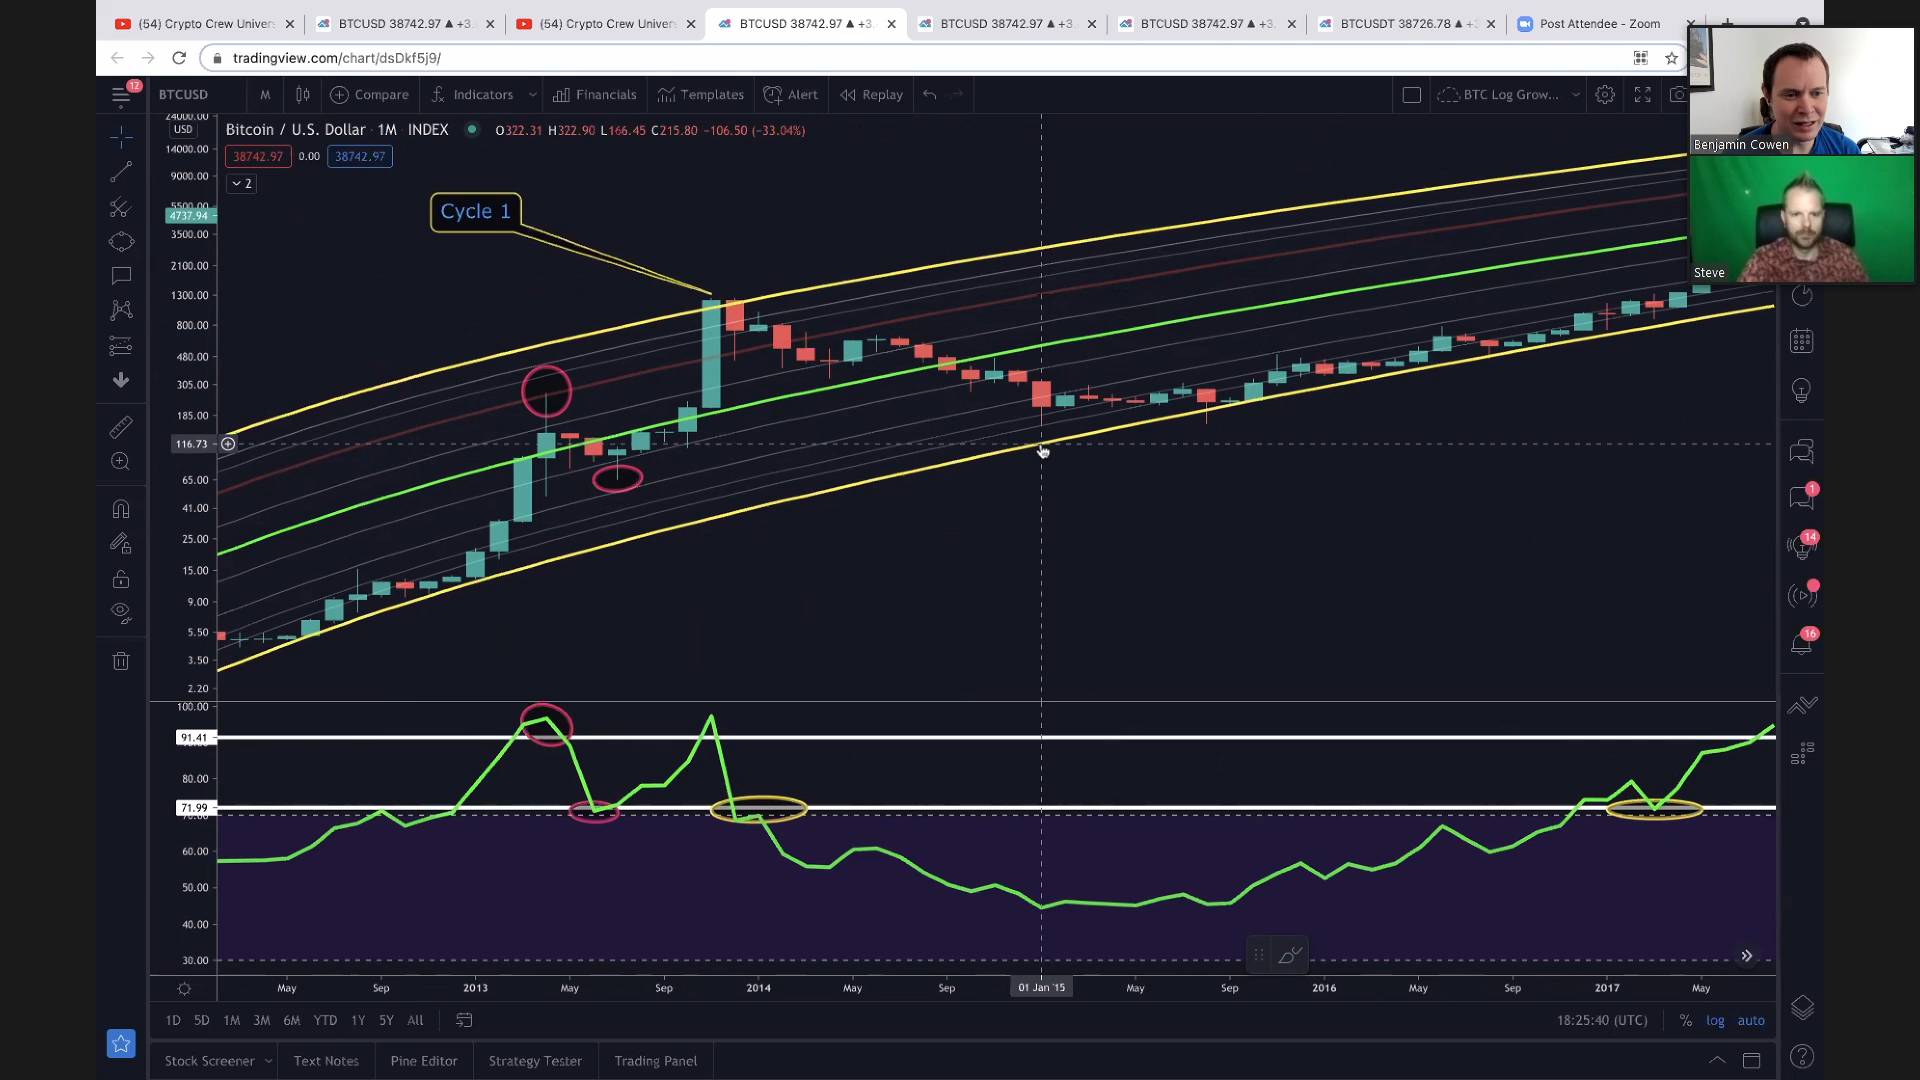 (54) Crypto Crew Univer
BTCUSD 38742.97 ▲ +3.
(54) Crypto Crew Univer
BTCUSD 38742.97 ▲ +3.
BTCUSD 38742.97 ▲ +3.
BTCUSD 38742.97 ▲ +3.
BTCUSDT 38726.78 ▲ +3
Post Attendee - Zoom
tradingview.com/chart/dsDkf5j9/
12
BTCUSD
M
Compare
Indicators
Financials
Templates
Alert
Replay
BTC Log Grow...
Benjamin Cowen
Steve
24000.00
USD
Bitcoin / U.S. Dollar · 1M · INDEX
O322.31 H322.90 L166.45 C215.80 −106.50 (−33.04%)
14000.00
38742.97
0.00
38742.97
9000.00
2
5500.00
4737.94
Cycle 1
3500.00
2100.00
1300.00
800.00
480.00
305.00
185.00
116.73
65.00
41.00
25.00
15.00
9.00
5.50
3.50
2.20
1
14
16
100.00
91.41
80.00
71.99
70.00
60.00
50.00
40.00
30.00
May
Sep
2013
May
Sep
2014
May
Sep
01 Jan '15
May
Sep
2016
May
Sep
2017
May
1D 5D 1M 3M 6M YTD 1Y 5Y All
18:25:40 (UTC)
%
log
auto
Stock Screener
Text Notes
Pine Editor
Strategy Tester
Trading Panel